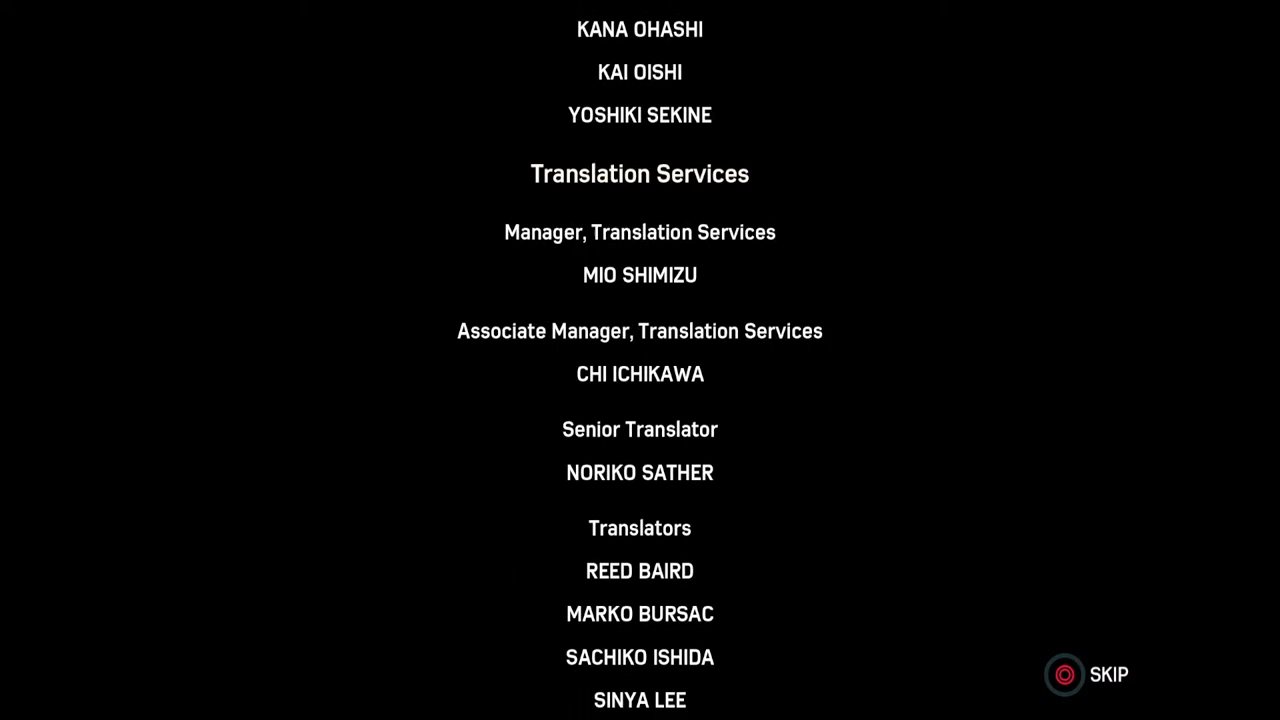 KANA OHASHI
KAI OISHI
YOSHIKI SEKINE
Translation Services
Manager, Translation Services
MIO SHIMIZU
Associate Manager, Translation Services
CHI ICHIKAWA
Senior Translator
NORIKO SATHER
Translators
REED BAIRD
MARKO BURSAC
SACHIKO ISHIDA
SINYA LEE
SKIP